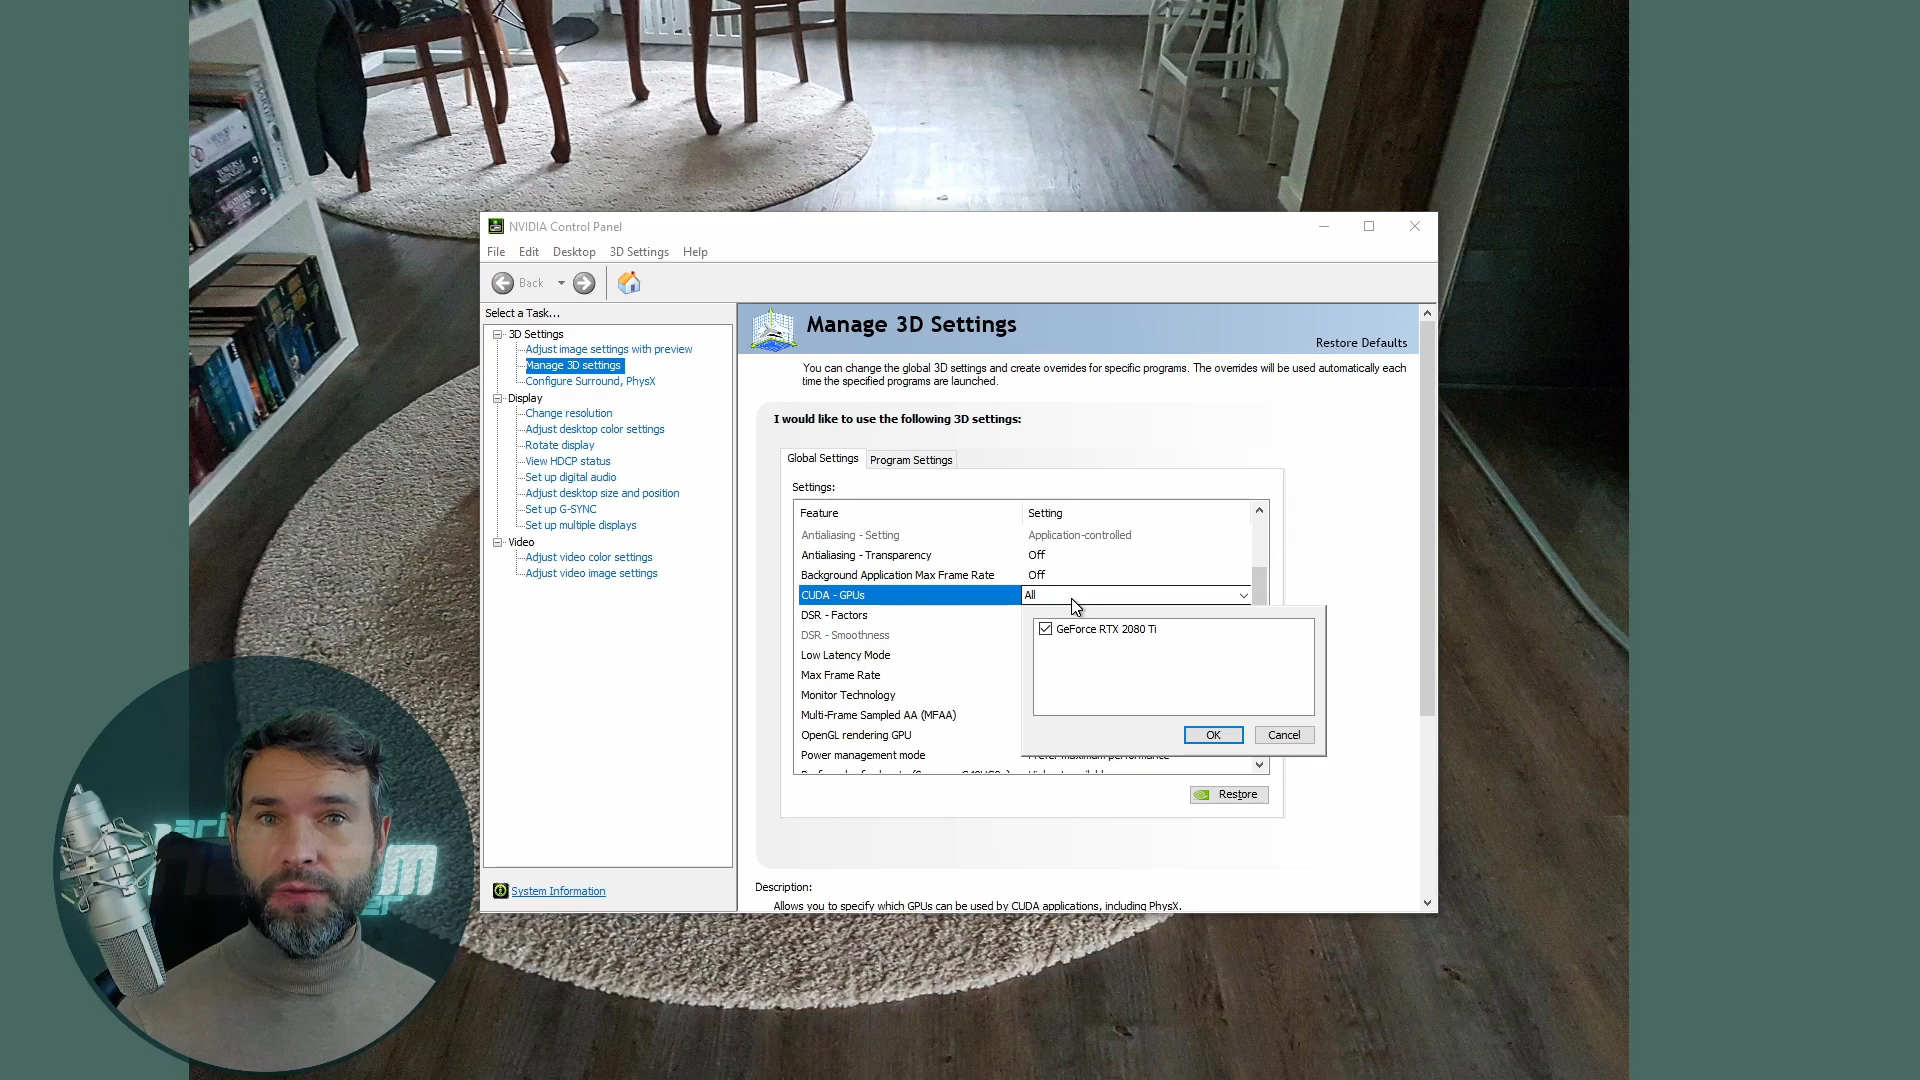 NVIDIA Control Panel
File Edit Desktop 3D Settings Help
Back
Select a Task...
3D Settings
Adjust image settings with preview
Manage 3D settings
Configure Surround, PhysX
Display
Change resolution
Adjust desktop color settings
Rotate display
View HDCP status
Set up digital audio
Adjust desktop size and position
Set up G-SYNC
Set up multiple displays
Video
Adjust video color settings
Adjust video image settings
System Information
Manage 3D Settings
Restore Defaults
You can change the global 3D settings and create overrides for specific programs. The overrides will be used automatically each
time the specified programs are launched.
I would like to use the following 3D settings:
Global Settings Program Settings
Settings:
Feature Setting
Antialiasing - Setting Application-controlled
Antialiasing - Transparency Off
Background Application Max Frame Rate Off
CUDA - GPUs All
DSR - Factors
GeForce RTX 2080 Ti
DSR - Smoothness
Low Latency Mode
Max Frame Rate
Monitor Technology
Multi-Frame Sampled AA (MFAA)
OpenGL rendering GPU
OK Cancel
Power management mode
Restore
Description:
Allows you to specify which GPUs can be used by CUDA applications, including PhysX.